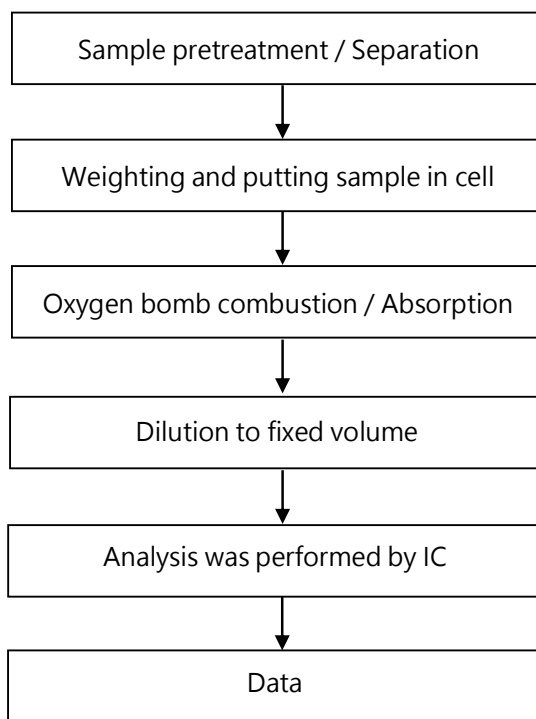 Sample pretreatment / Separation
Weighting and putting sample in cell
Oxygen bomb combustion / Absorption
Dilution to fixed volume
Analysis was performed by IC
Data